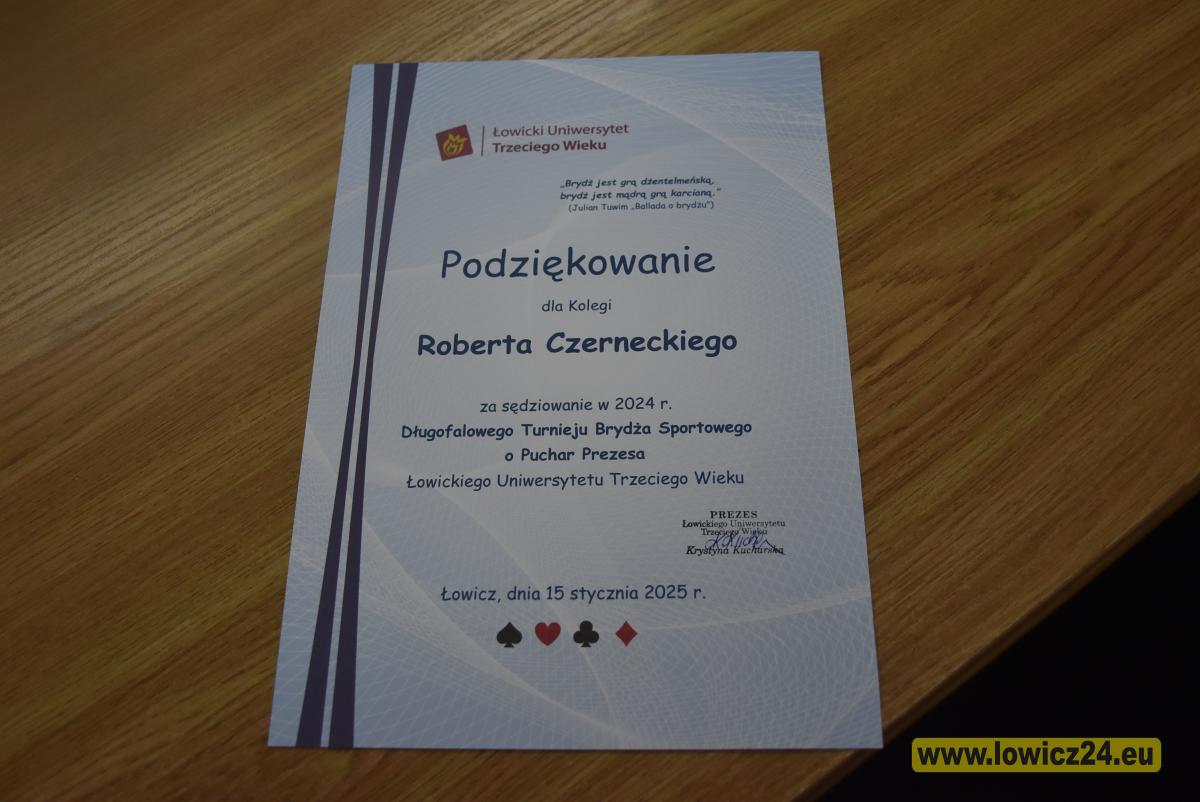 Łowicki Uniwersytet
Trzeciego Wieku
„Brydż jest grą dżentelmeńską,
brydż jest mądrą grą karcianą.”
(Julian Tuwim „Ballada o brydzu”)
Podziękowanie
dla Kolegi
Roberta Czerneckiego
za sędziowanie w 2024 r.
Długofalowego Turnieju Brydża Sportowego
o Puchar Prezesa
Łowickiego Uniwersytetu Trzeciego Wieku
PREZES
Łowickiego Uniwersytetu
Trzeciego Wieku
Krystyna Kucharska
Łowicz, dnia 15 stycznia 2025 r.
www.lowicz24.eu